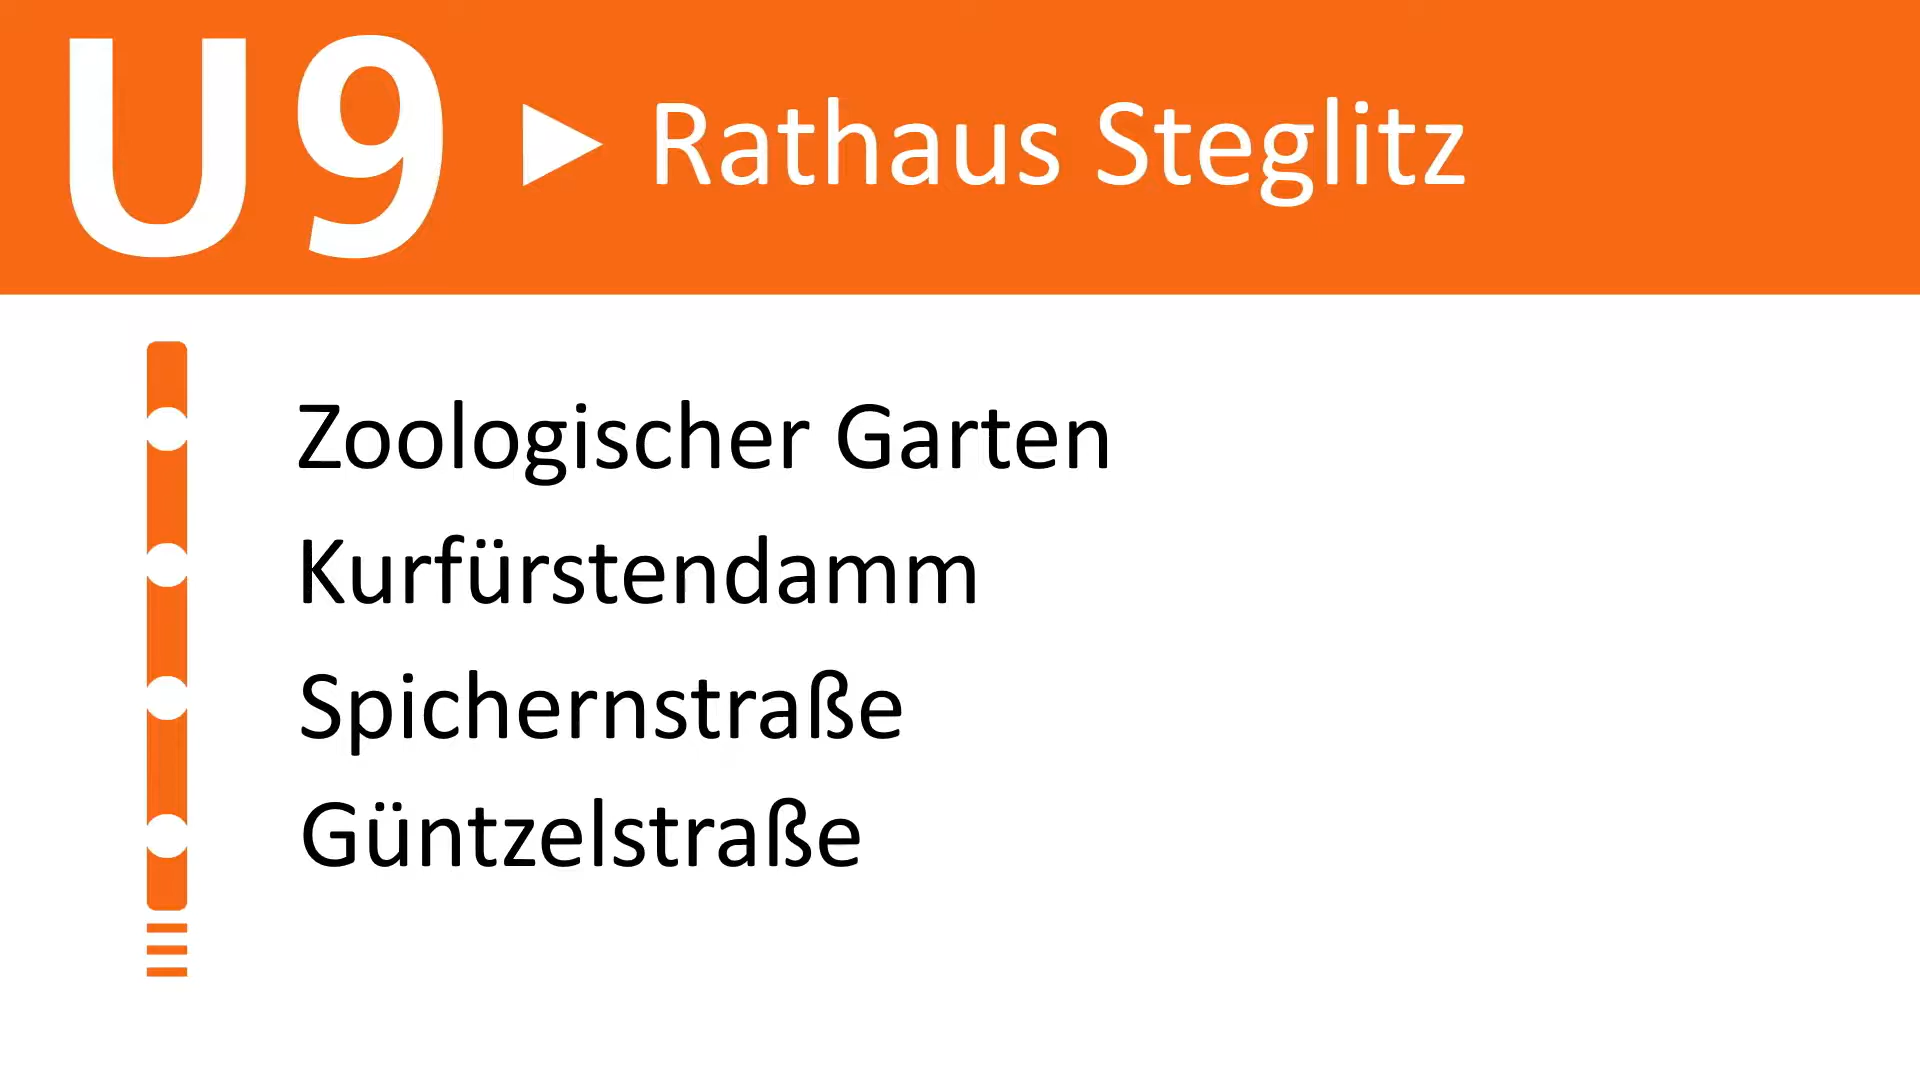 U9 ▶ Rathaus Steglitz
Zoologischer Garten
Kurfürstendamm
Spichernstraße
Güntzelstraße